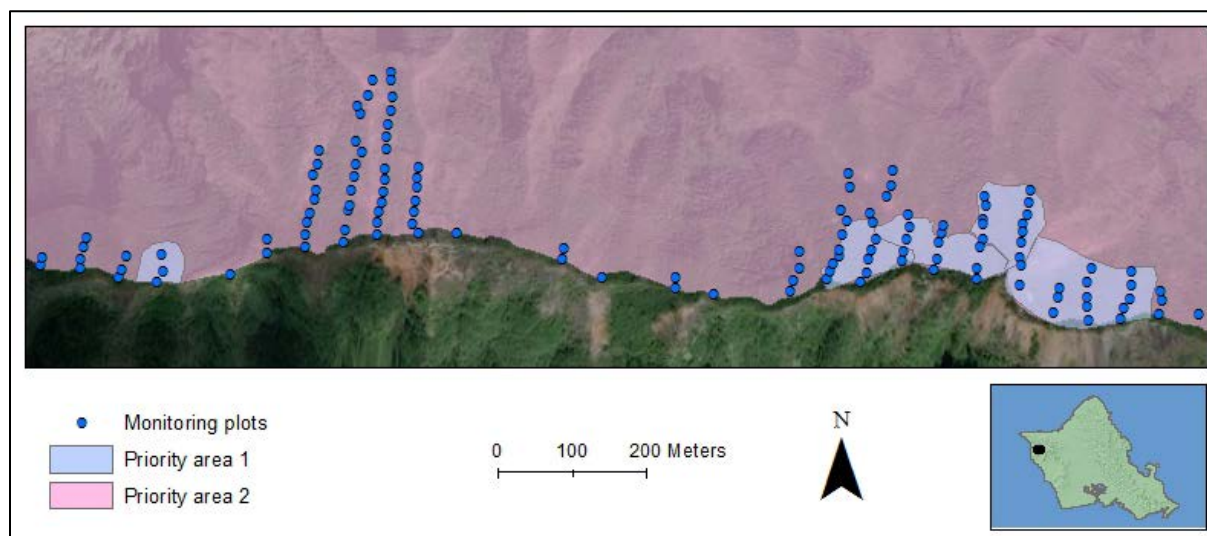 Monitoring plots
Priority area 1
Priority area 2
0 100 200 Meters
N